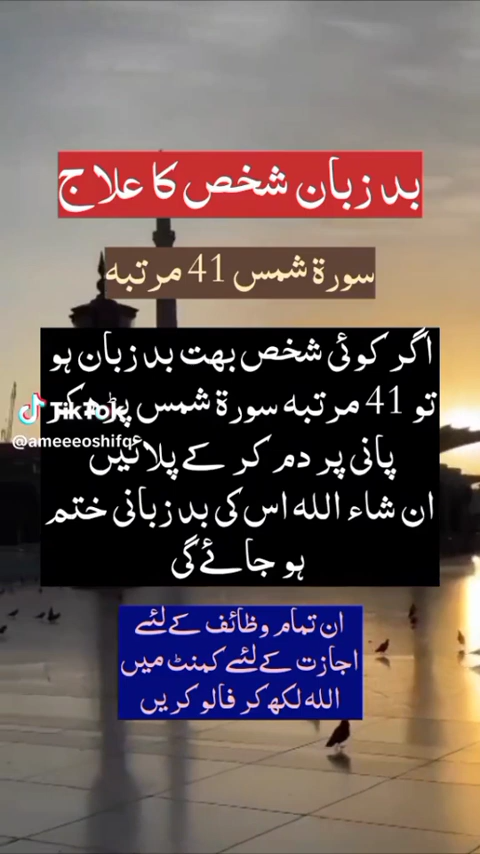 بد زبان شخص کا علاج
سورۃ شمس 41 مرتبہ
اگر کوئی شخص بہت بد زبان ہو
تو 41 مرتبہ سورۃ شمس پڑھ کر
پانی پر دم کر کے پلائیں
ان شاء اللہ اس کی بد زبانی ختم
ہو جائے گی
TikTok
@ameeeoshifqe
ان تمام وظائف کے لئے
اجازت کے لئے کمنٹ میں
اللہ لکھ کر فالو کریں